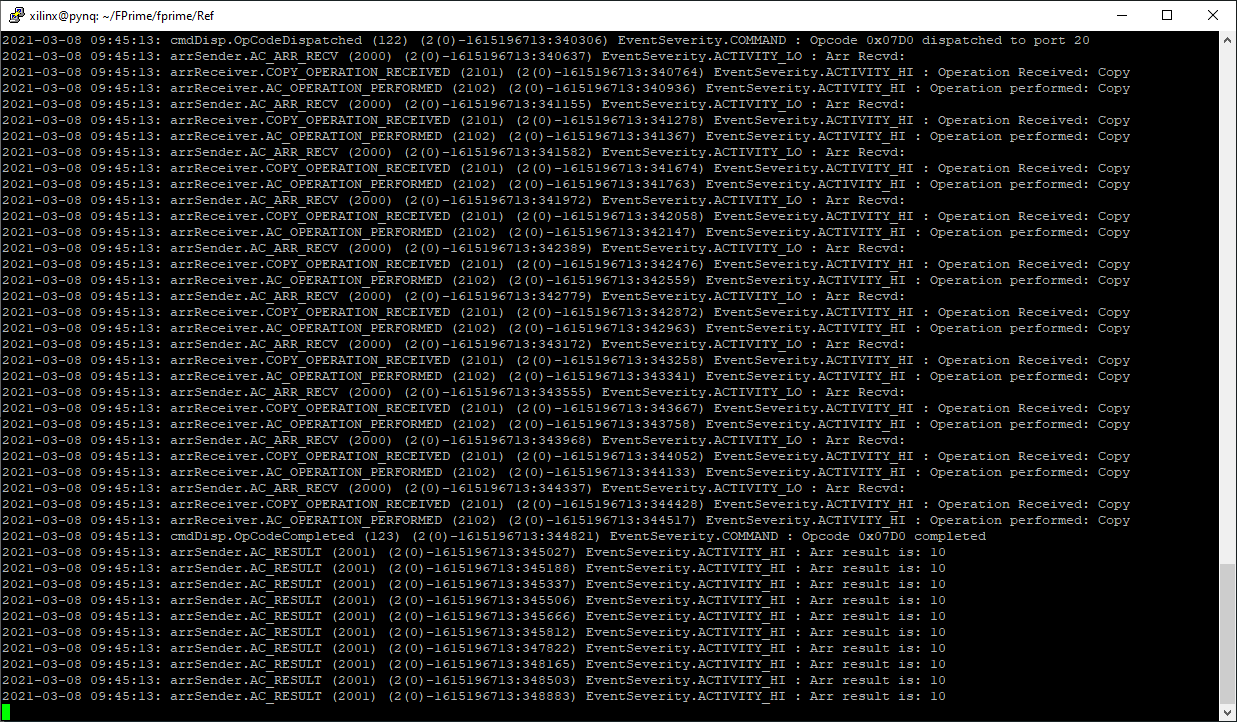 xilinx@pynq: ~/FPrime/fprime/Ref
2021-03-08 09:45:13: cmdDisp.OpCodeDispatched (122) (2(0)-1615196713:340306) EventSeverity.COMMAND : Opcode 0x07D0 dispatched to port 20
2021-03-08 09:45:13: arrSender.AC_ARR_RECV (2000) (2(0)-1615196713:340637) EventSeverity.ACTIVITY_LO : Arr Recvd:
2021-03-08 09:45:13: arrReceiver.COPY_OPERATION_RECEIVED (2101) (2(0)-1615196713:340764) EventSeverity.ACTIVITY_HI : Operation Received: Copy
2021-03-08 09:45:13: arrReceiver.AC_OPERATION_PERFORMED (2102) (2(0)-1615196713:340936) EventSeverity.ACTIVITY_HI : Operation performed: Copy
2021-03-08 09:45:13: arrSender.AC_ARR_RECV (2000) (2(0)-1615196713:341155) EventSeverity.ACTIVITY_LO : Arr Recvd:
2021-03-08 09:45:13: arrReceiver.COPY_OPERATION_RECEIVED (2101) (2(0)-1615196713:341278) EventSeverity.ACTIVITY_HI : Operation Received: Copy
2021-03-08 09:45:13: arrReceiver.AC_OPERATION_PERFORMED (2102) (2(0)-1615196713:341367) EventSeverity.ACTIVITY_HI : Operation performed: Copy
2021-03-08 09:45:13: arrSender.AC_ARR_RECV (2000) (2(0)-1615196713:341582) EventSeverity.ACTIVITY_LO : Arr Recvd:
2021-03-08 09:45:13: arrReceiver.COPY_OPERATION_RECEIVED (2101) (2(0)-1615196713:341674) EventSeverity.ACTIVITY_HI : Operation Received: Copy
2021-03-08 09:45:13: arrReceiver.AC_OPERATION_PERFORMED (2102) (2(0)-1615196713:341763) EventSeverity.ACTIVITY_HI : Operation performed: Copy
2021-03-08 09:45:13: arrSender.AC_ARR_RECV (2000) (2(0)-1615196713:341972) EventSeverity.ACTIVITY_LO : Arr Recvd:
2021-03-08 09:45:13: arrReceiver.COPY_OPERATION_RECEIVED (2101) (2(0)-1615196713:342058) EventSeverity.ACTIVITY_HI : Operation Received: Copy
2021-03-08 09:45:13: arrReceiver.AC_OPERATION_PERFORMED (2102) (2(0)-1615196713:342147) EventSeverity.ACTIVITY_HI : Operation performed: Copy
2021-03-08 09:45:13: arrSender.AC_ARR_RECV (2000) (2(0)-1615196713:342389) EventSeverity.ACTIVITY_LO : Arr Recvd:
2021-03-08 09:45:13: arrReceiver.COPY_OPERATION_RECEIVED (2101) (2(0)-1615196713:342476) EventSeverity.ACTIVITY_HI : Operation Received: Copy
2021-03-08 09:45:13: arrReceiver.AC_OPERATION_PERFORMED (2102) (2(0)-1615196713:342559) EventSeverity.ACTIVITY_HI : Operation performed: Copy
2021-03-08 09:45:13: arrSender.AC_ARR_RECV (2000) (2(0)-1615196713:342779) EventSeverity.ACTIVITY_LO : Arr Recvd:
2021-03-08 09:45:13: arrReceiver.COPY_OPERATION_RECEIVED (2101) (2(0)-1615196713:342872) EventSeverity.ACTIVITY_HI : Operation Received: Copy
2021-03-08 09:45:13: arrReceiver.AC_OPERATION_PERFORMED (2102) (2(0)-1615196713:342963) EventSeverity.ACTIVITY_HI : Operation performed: Copy
2021-03-08 09:45:13: arrSender.AC_ARR_RECV (2000) (2(0)-1615196713:343172) EventSeverity.ACTIVITY_LO : Arr Recvd:
2021-03-08 09:45:13: arrReceiver.COPY_OPERATION_RECEIVED (2101) (2(0)-1615196713:343258) EventSeverity.ACTIVITY_HI : Operation Received: Copy
2021-03-08 09:45:13: arrReceiver.AC_OPERATION_PERFORMED (2102) (2(0)-1615196713:343341) EventSeverity.ACTIVITY_HI : Operation performed: Copy
2021-03-08 09:45:13: arrSender.AC_ARR_RECV (2000) (2(0)-1615196713:343555) EventSeverity.ACTIVITY_LO : Arr Recvd:
2021-03-08 09:45:13: arrReceiver.COPY_OPERATION_RECEIVED (2101) (2(0)-1615196713:343667) EventSeverity.ACTIVITY_HI : Operation Received: Copy
2021-03-08 09:45:13: arrReceiver.AC_OPERATION_PERFORMED (2102) (2(0)-1615196713:343758) EventSeverity.ACTIVITY_HI : Operation performed: Copy
2021-03-08 09:45:13: arrSender.AC_ARR_RECV (2000) (2(0)-1615196713:343968) EventSeverity.ACTIVITY_LO : Arr Recvd:
2021-03-08 09:45:13: arrReceiver.COPY_OPERATION_RECEIVED (2101) (2(0)-1615196713:344052) EventSeverity.ACTIVITY_HI : Operation Received: Copy
2021-03-08 09:45:13: arrReceiver.AC_OPERATION_PERFORMED (2102) (2(0)-1615196713:344133) EventSeverity.ACTIVITY_HI : Operation performed: Copy
2021-03-08 09:45:13: arrSender.AC_ARR_RECV (2000) (2(0)-1615196713:344337) EventSeverity.ACTIVITY_LO : Arr Recvd:
2021-03-08 09:45:13: arrReceiver.COPY_OPERATION_RECEIVED (2101) (2(0)-1615196713:344428) EventSeverity.ACTIVITY_HI : Operation Received: Copy
2021-03-08 09:45:13: arrReceiver.AC_OPERATION_PERFORMED (2102) (2(0)-1615196713:344517) EventSeverity.ACTIVITY_HI : Operation performed: Copy
2021-03-08 09:45:13: cmdDisp.OpCodeCompleted (123) (2(0)-1615196713:344821) EventSeverity.COMMAND : Opcode 0x07D0 completed
2021-03-08 09:45:13: arrSender.AC_RESULT (2001) (2(0)-1615196713:345027) EventSeverity.ACTIVITY_HI : Arr result is: 10
2021-03-08 09:45:13: arrSender.AC_RESULT (2001) (2(0)-1615196713:345188) EventSeverity.ACTIVITY_HI : Arr result is: 10
2021-03-08 09:45:13: arrSender.AC_RESULT (2001) (2(0)-1615196713:345337) EventSeverity.ACTIVITY_HI : Arr result is: 10
2021-03-08 09:45:13: arrSender.AC_RESULT (2001) (2(0)-1615196713:345506) EventSeverity.ACTIVITY_HI : Arr result is: 10
2021-03-08 09:45:13: arrSender.AC_RESULT (2001) (2(0)-1615196713:345666) EventSeverity.ACTIVITY_HI : Arr result is: 10
2021-03-08 09:45:13: arrSender.AC_RESULT (2001) (2(0)-1615196713:345812) EventSeverity.ACTIVITY_HI : Arr result is: 10
2021-03-08 09:45:13: arrSender.AC_RESULT (2001) (2(0)-1615196713:347822) EventSeverity.ACTIVITY_HI : Arr result is: 10
2021-03-08 09:45:13: arrSender.AC_RESULT (2001) (2(0)-1615196713:348165) EventSeverity.ACTIVITY_HI : Arr result is: 10
2021-03-08 09:45:13: arrSender.AC_RESULT (2001) (2(0)-1615196713:348503) EventSeverity.ACTIVITY_HI : Arr result is: 10
2021-03-08 09:45:13: arrSender.AC_RESULT (2001) (2(0)-1615196713:348883) EventSeverity.ACTIVITY_HI : Arr result is: 10